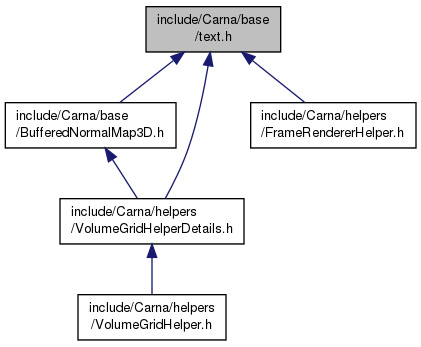 include/Carna/base
/text.h
include/Carna/base
/BufferedNormalMap3D.h
include/Carna/helpers
/FrameRendererHelper.h
include/Carna/helpers
/VolumeGridHelperDetails.h
include/Carna/helpers
/VolumeGridHelper.h